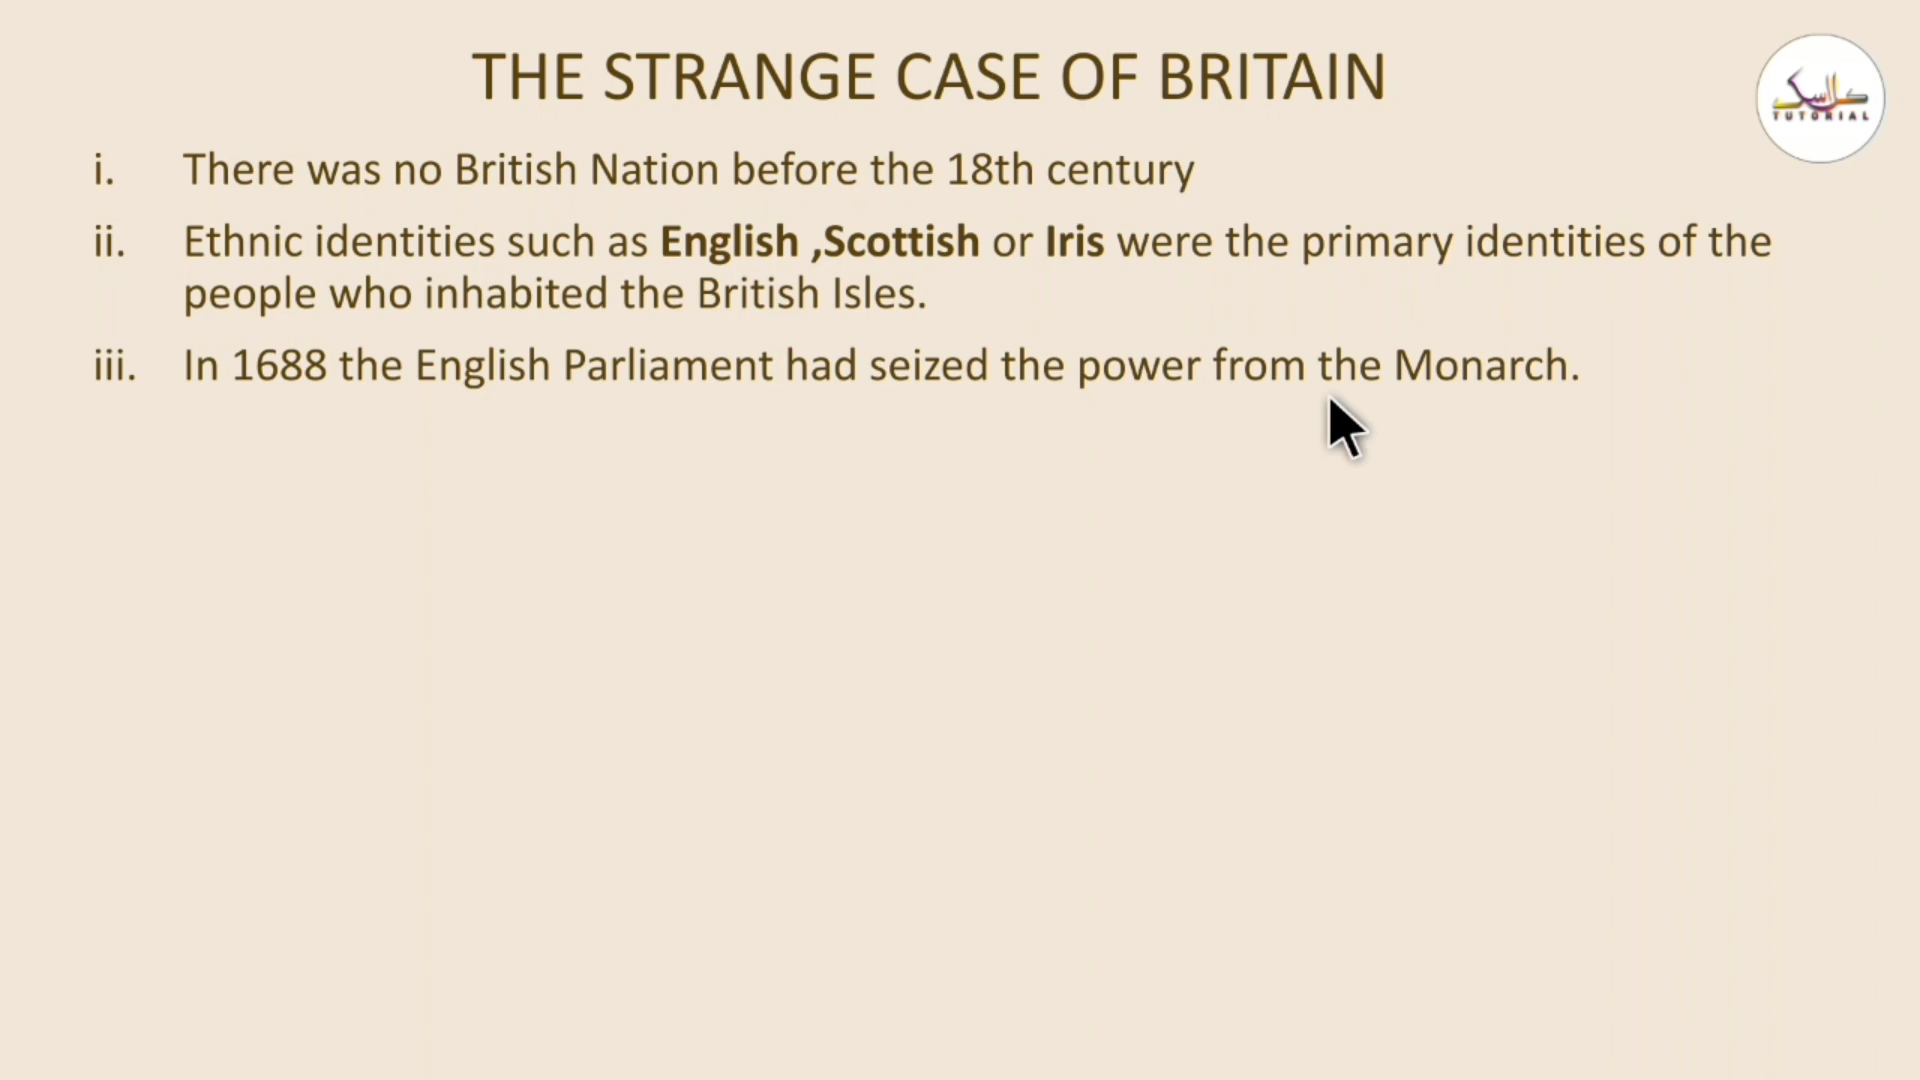 THE STRANGE CASE OF BRITAIN
کلاسک
TUTORIAL
i. There was no British Nation before the 18th century
ii. Ethnic identities such as English ,Scottish or Iris were the primary identities of the
people who inhabited the British Isles.
iii. In 1688 the English Parliament had seized the power from the Monarch.